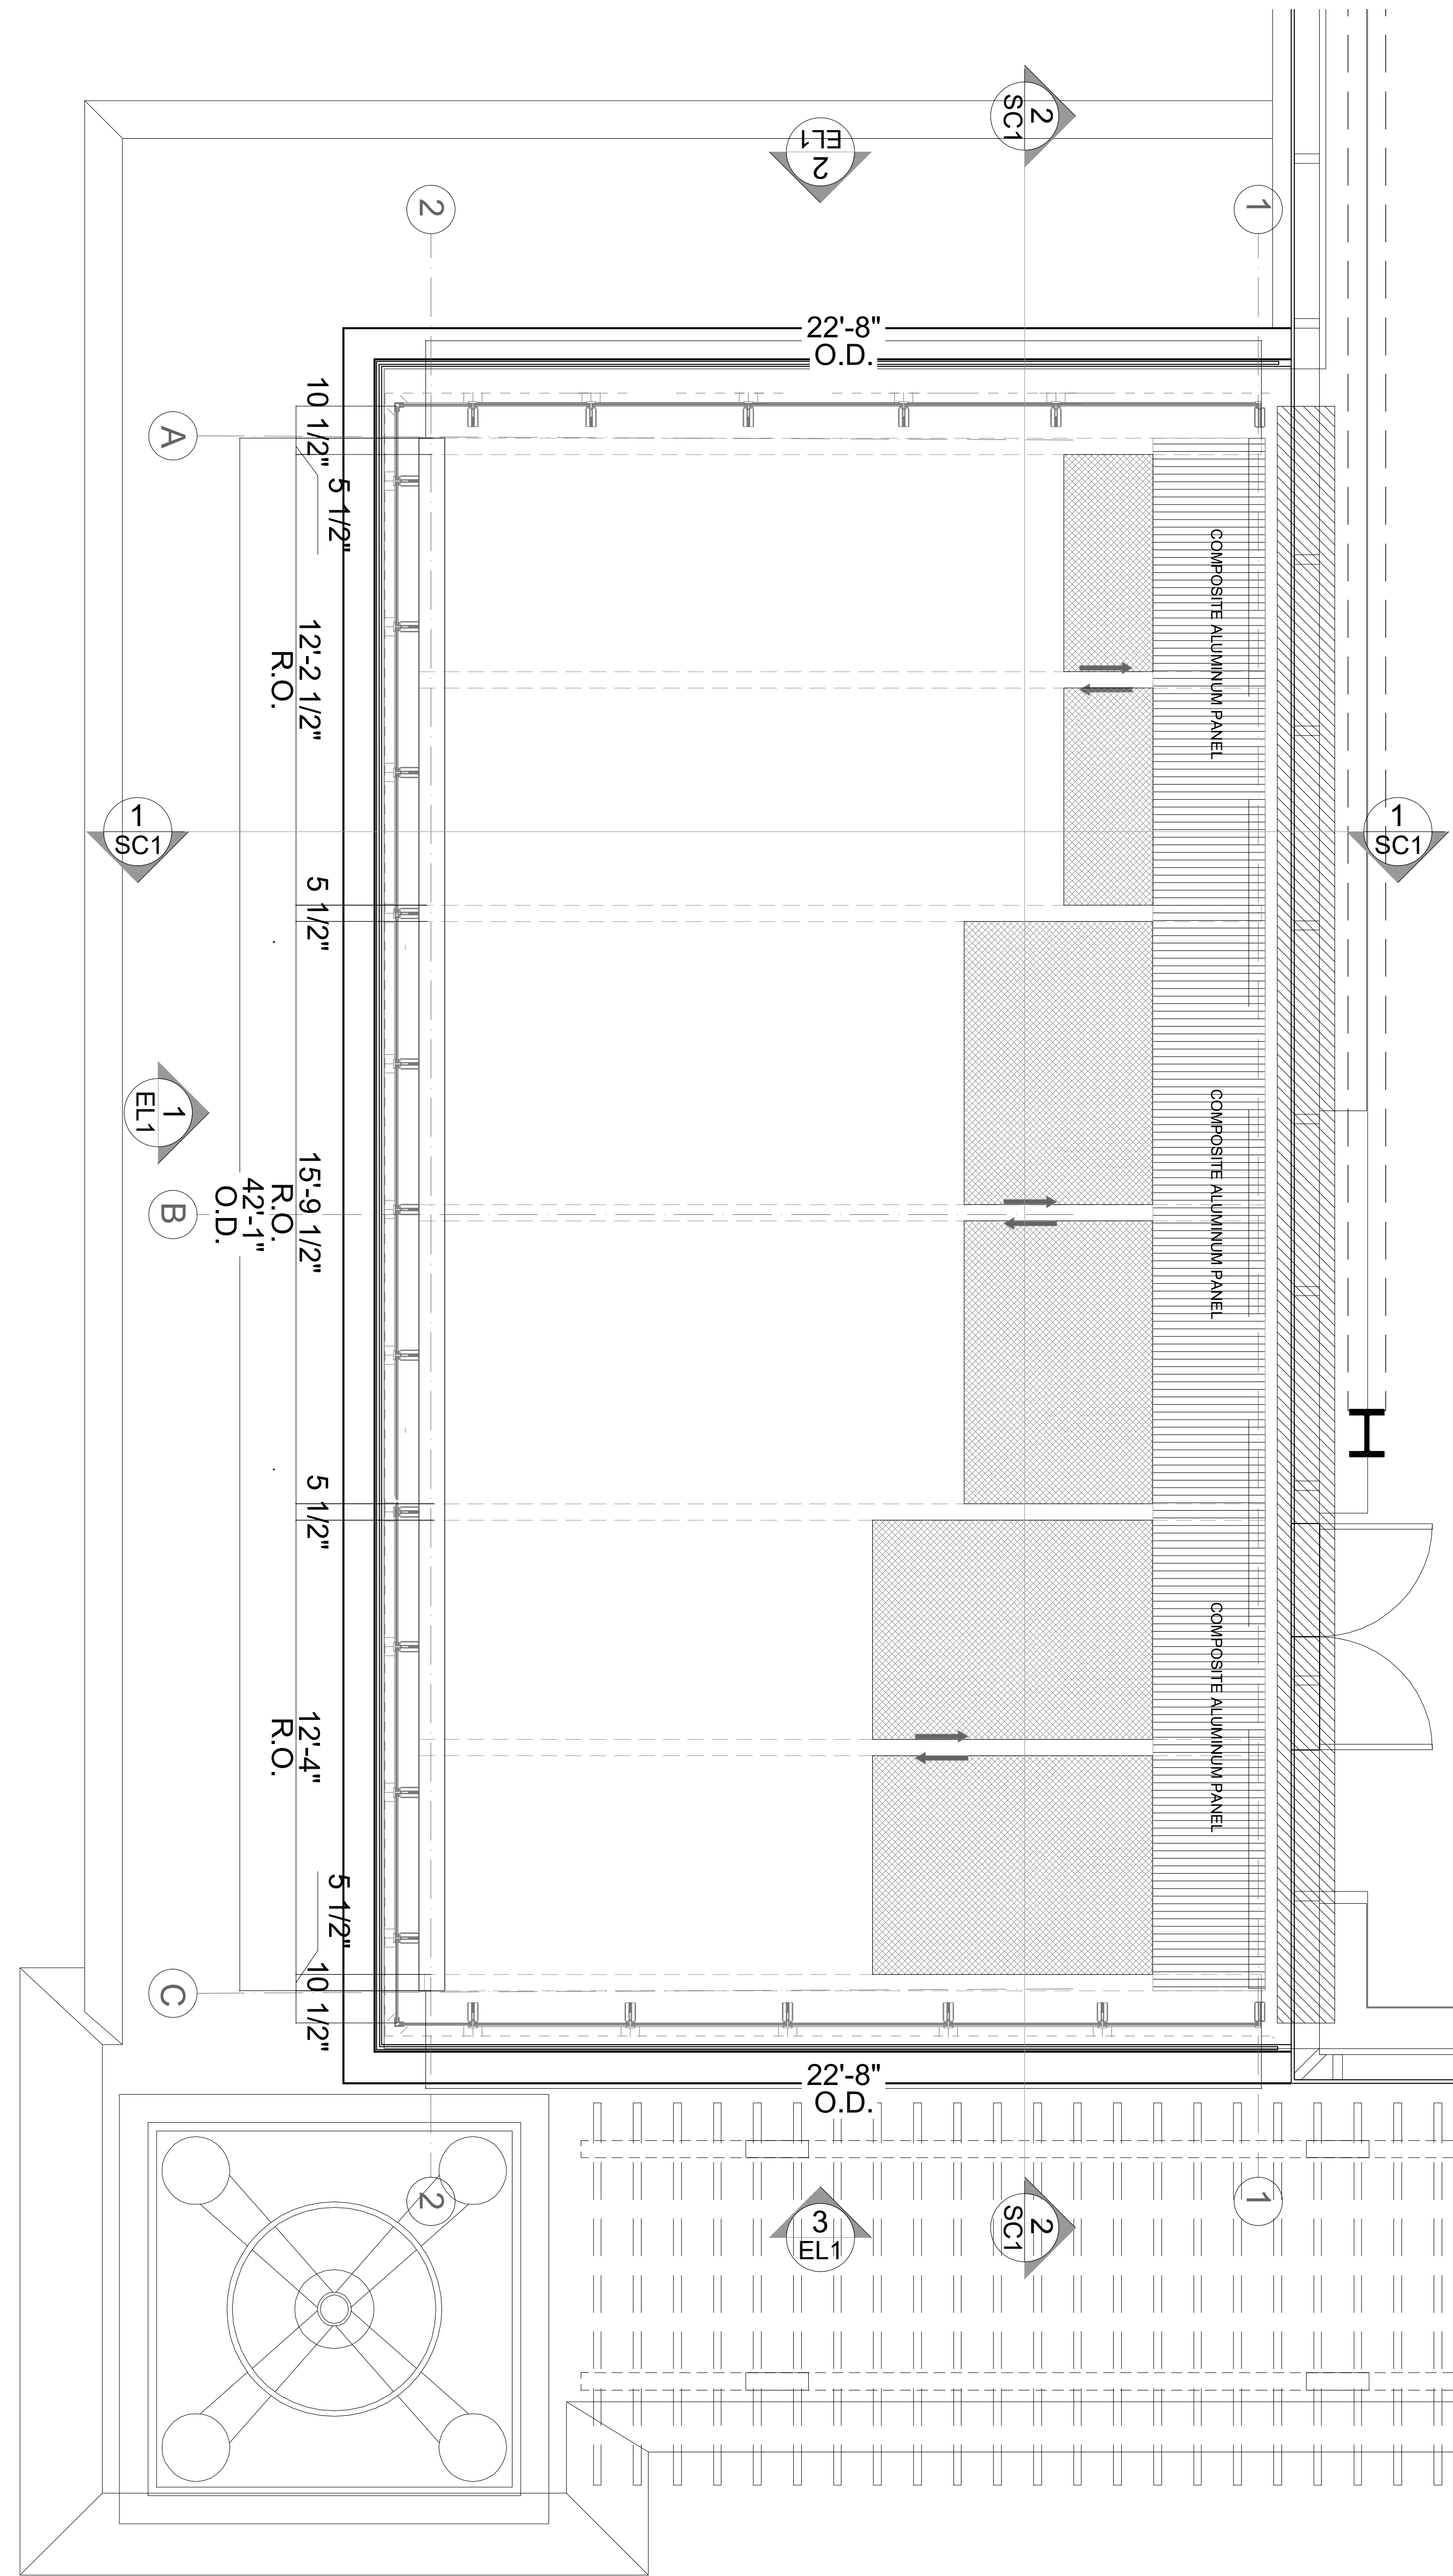 2
SC1
2
EL1
2
1
22'-8"
O.D.
10 1/2"
A
5 1/2"
COMPOSITE ALUMINUM PANEL
12'-2 1/2"
R.O.
1
SC1
1
SC1
5 1/2"
1
EL1
COMPOSITE ALUMINUM PANEL
B
15'-9 1/2"
R.O.
42'-1"
O.D.
5 1/2"
COMPOSITE ALUMINUM PANEL
12'-4"
R.O.
5 1/2"
C
10 1/2"
22'-8"
O.D.
2
1
3
EL1
2
SC1